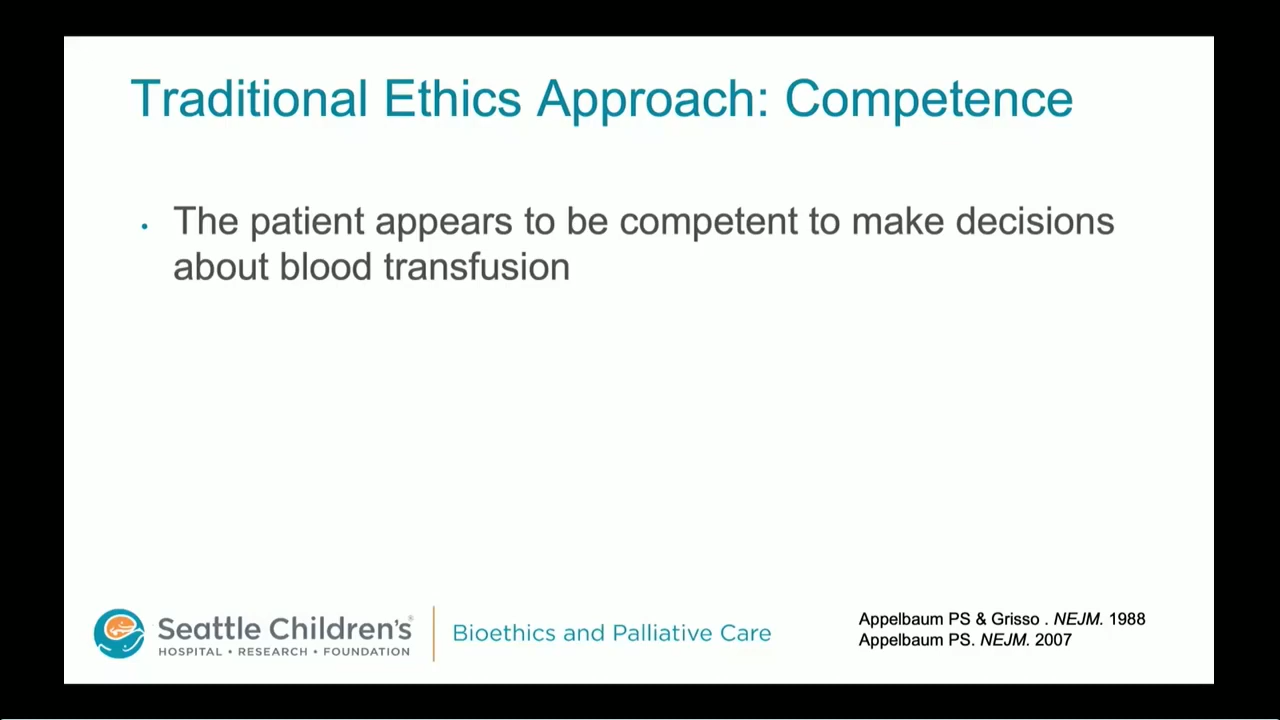 Traditional Ethics Approach: Competence
• The patient appears to be competent to make decisions
about blood transfusion
Seattle Children's®
HOSPITAL • RESEARCH • FOUNDATION
Bioethics and Palliative Care
Appelbaum PS & Grisso . NEJM. 1988
Appelbaum PS. NEJM. 2007